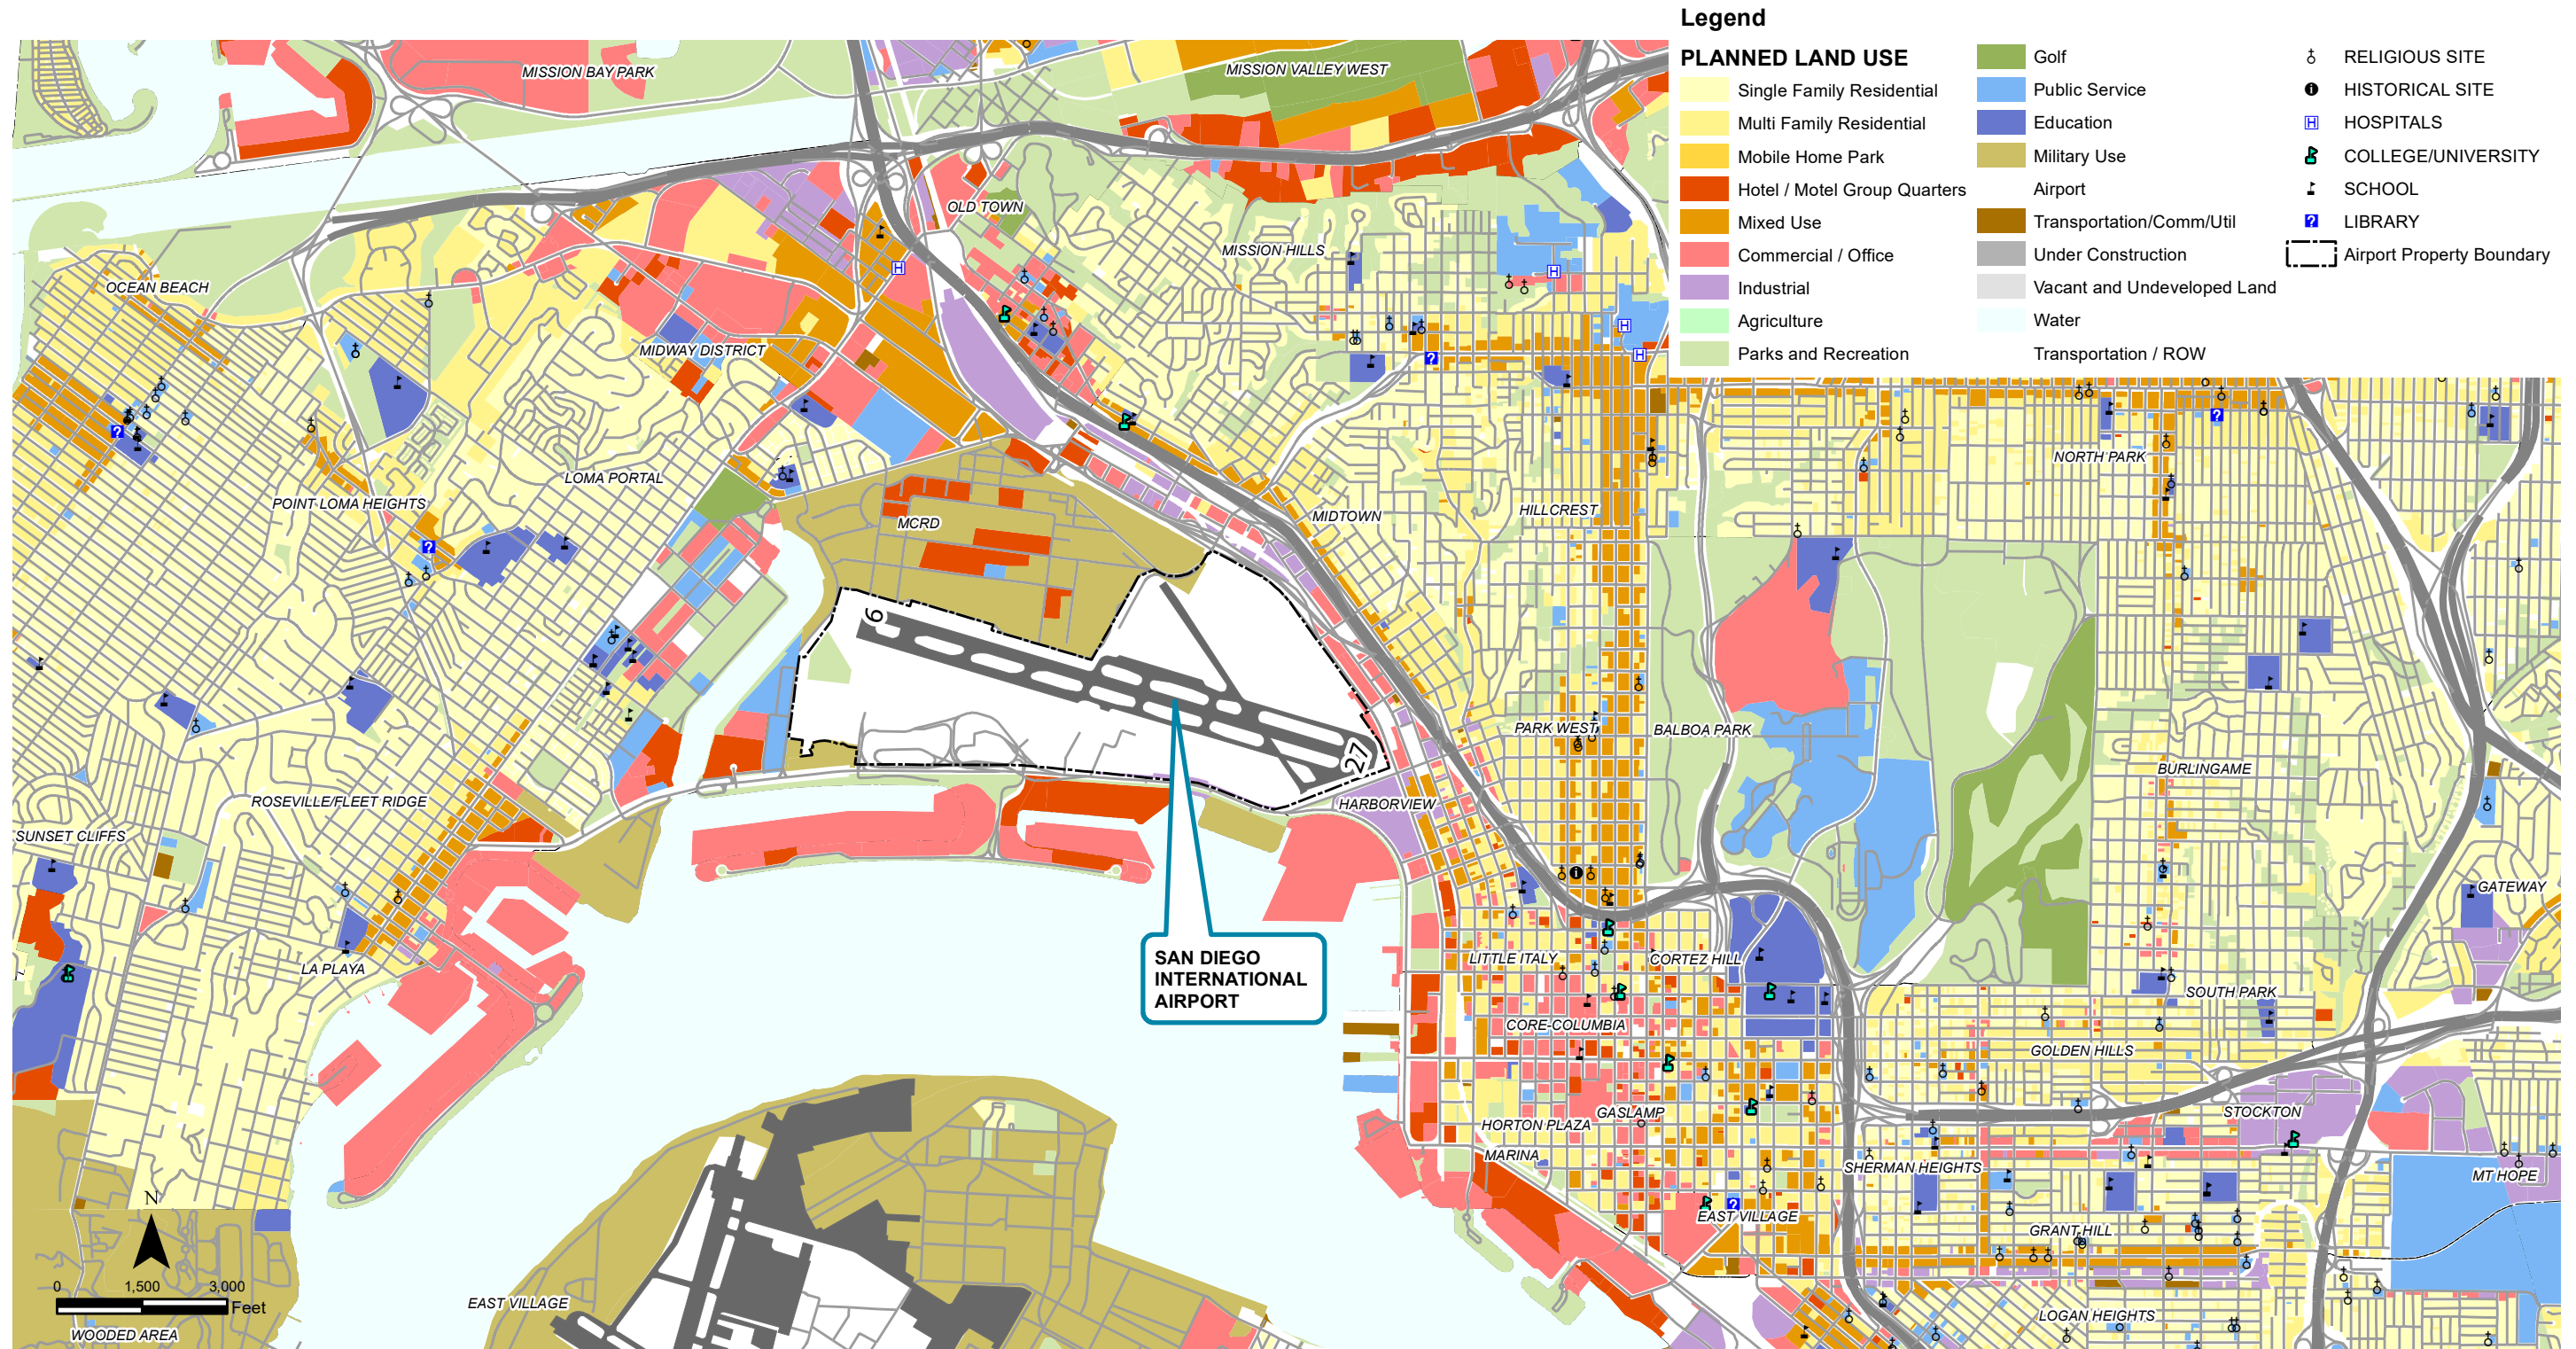 Legend
PLANNED LAND USE
Single Family Residential
Multi Family Residential
Mobile Home Park
Hotel / Motel Group Quarters
Mixed Use
Commercial / Office
Industrial
Agriculture
Parks and Recreation
Golf
Public Service
Education
Military Use
Airport
Transportation/Comm/Util
Under Construction
Vacant and Undeveloped Land
Water
Transportation / ROW
RELIGIOUS SITE
HISTORICAL SITE
HOSPITALS
COLLEGE/UNIVERSITY
SCHOOL
LIBRARY
Airport Property Boundary
MISSION BAY PARK
MISSION VALLEY WEST
OLD TOWN
MISSION HILLS
OCEAN BEACH
MIDWAY DISTRICT
NORTH PARK
LOMA PORTAL
POINT LOMA HEIGHTS
MCRD
MIDTOWN
HILLCREST
9
27
PARK WEST
BALBOA PARK
BURLINGAME
ROSEVILLE/FLEET RIDGE
HARBORVIEW
SUNSET CLIFFS
GATEWAY
LA PLAYA
SAN DIEGO
INTERNATIONAL
AIRPORT
LITTLE ITALY
CORTEZ HILL
SOUTH PARK
CORE-COLUMBIA
GOLDEN HILLS
GASLAMP
STOCKTON
HORTON PLAZA
MARINA
SHERMAN HEIGHTS
MT HOPE
EAST VILLAGE
GRANT HILL
N
0 1,500 3,000
Feet
EAST VILLAGE
LOGAN HEIGHTS
WOODED AREA